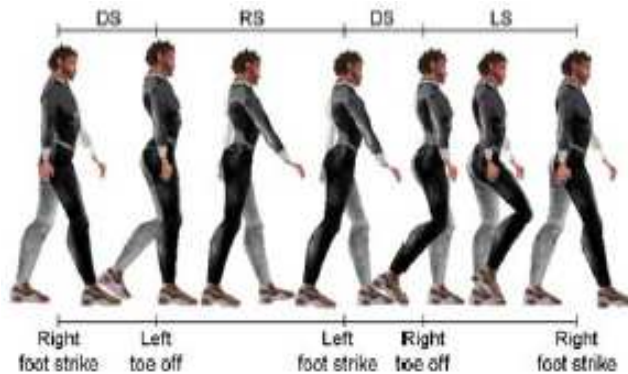 DS RS DS LS
Right Left Left Right Right
foot strike toe off foot strike toe off foot strike